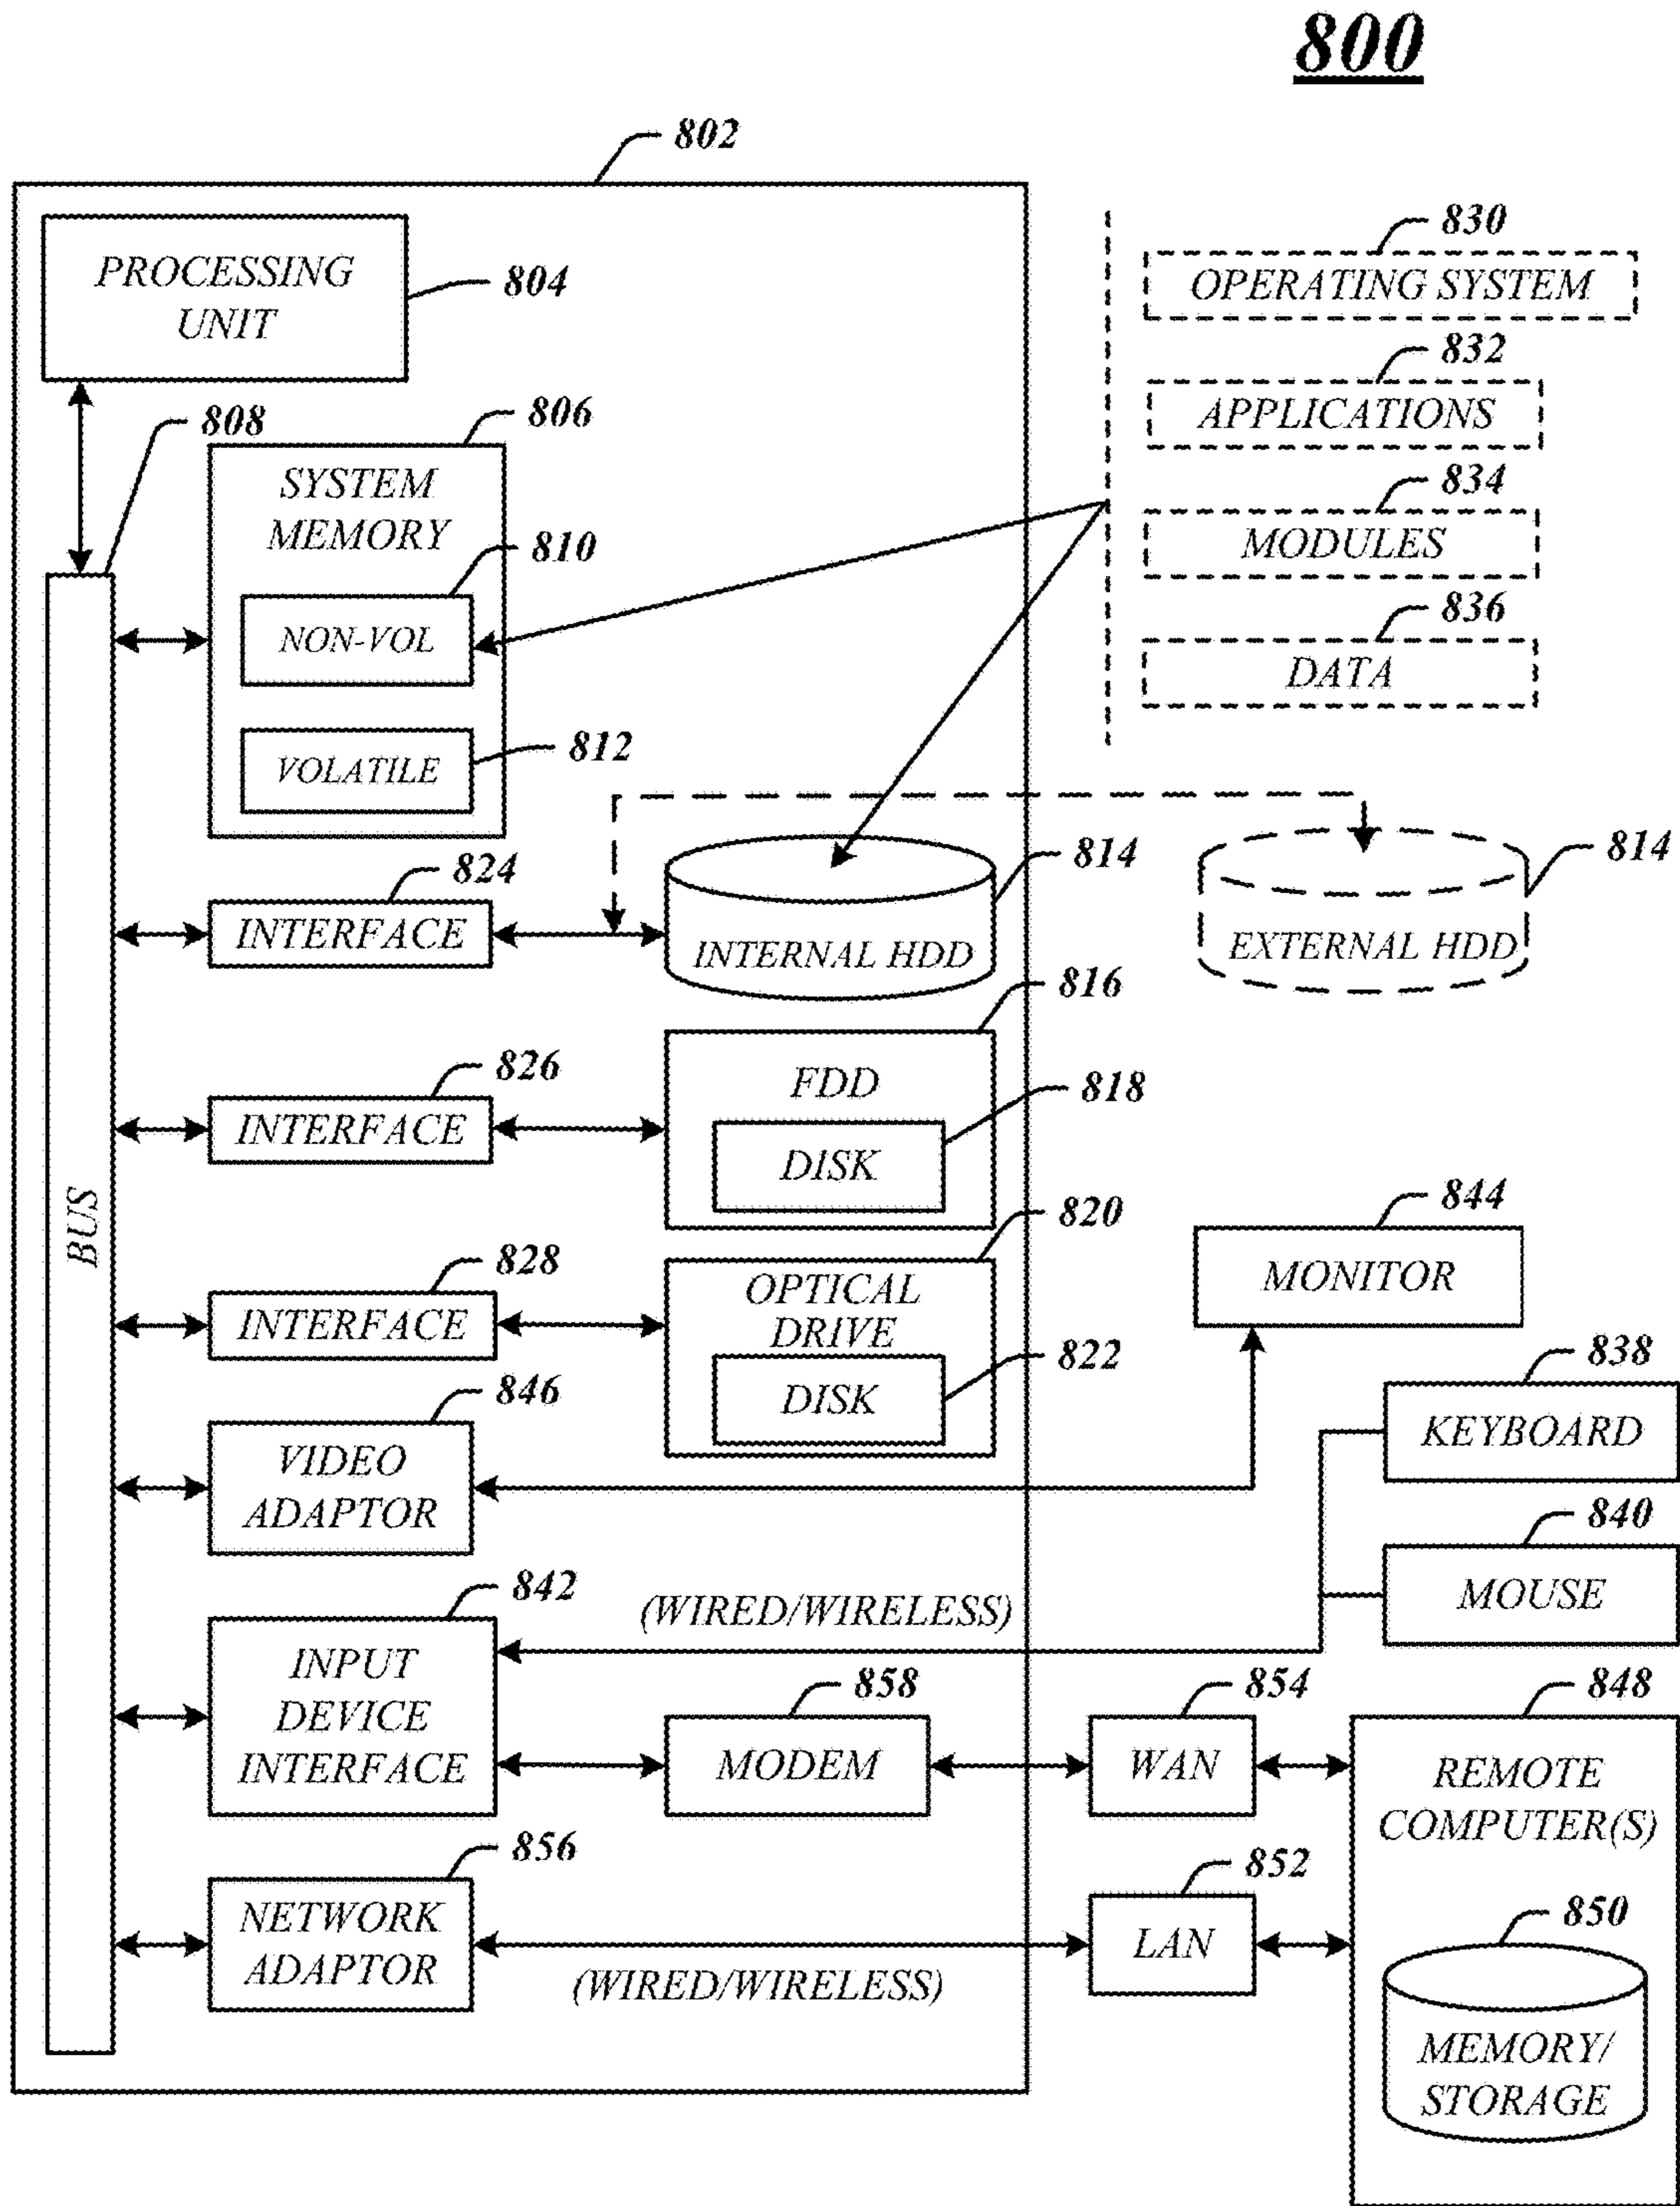 800
802
PROCESSING
UNIT
804
808
806
SYSTEM
MEMORY
810
NON-VOL
812
VOLATILE
830
OPERATING SYSTEM
832
APPLICATIONS
834
MODULES
836
DATA
BUS
824
INTERFACE
814
INTERNAL HDD
814
EXTERNAL HDD
826
INTERFACE
816
FDD
818
DISK
828
INTERFACE
820
OPTICAL
DRIVE
822
DISK
844
MONITOR
846
VIDEO
ADAPTOR
838
KEYBOARD
840
MOUSE
842
INPUT
DEVICE
INTERFACE
(WIRED/WIRELESS)
858
MODEM
854
WAN
848
REMOTE
COMPUTER(S)
856
NETWORK
ADAPTOR
(WIRED/WIRELESS)
852
LAN
850
MEMORY/
STORAGE